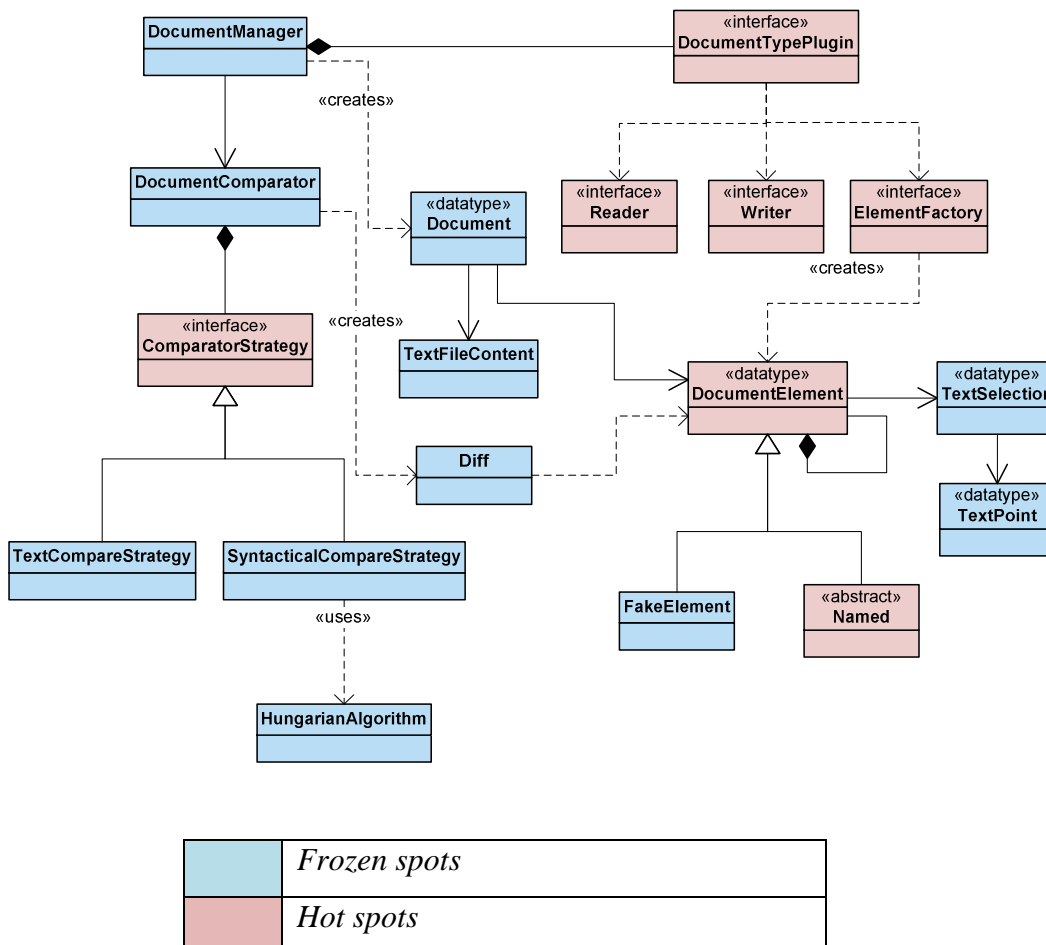 DocumentManager
«interface»
DocumentTypePlugin
«creates»
DocumentComparator
«datatype»
Document
«interface»
Reader
«interface»
Writer
«interface»
ElementFactory
«creates»
«interface»
ComparatorStrategy
«creates»
TextFileContent
«datatype»
DocumentElement
«datatype»
TextSelection
Diff
«datatype»
TextPoint
TextCompareStrategy
SyntacticalCompareStrategy
FakeElement
«abstract»
Named
«uses»
HungarianAlgorithm
Frozen spots
Hot spots